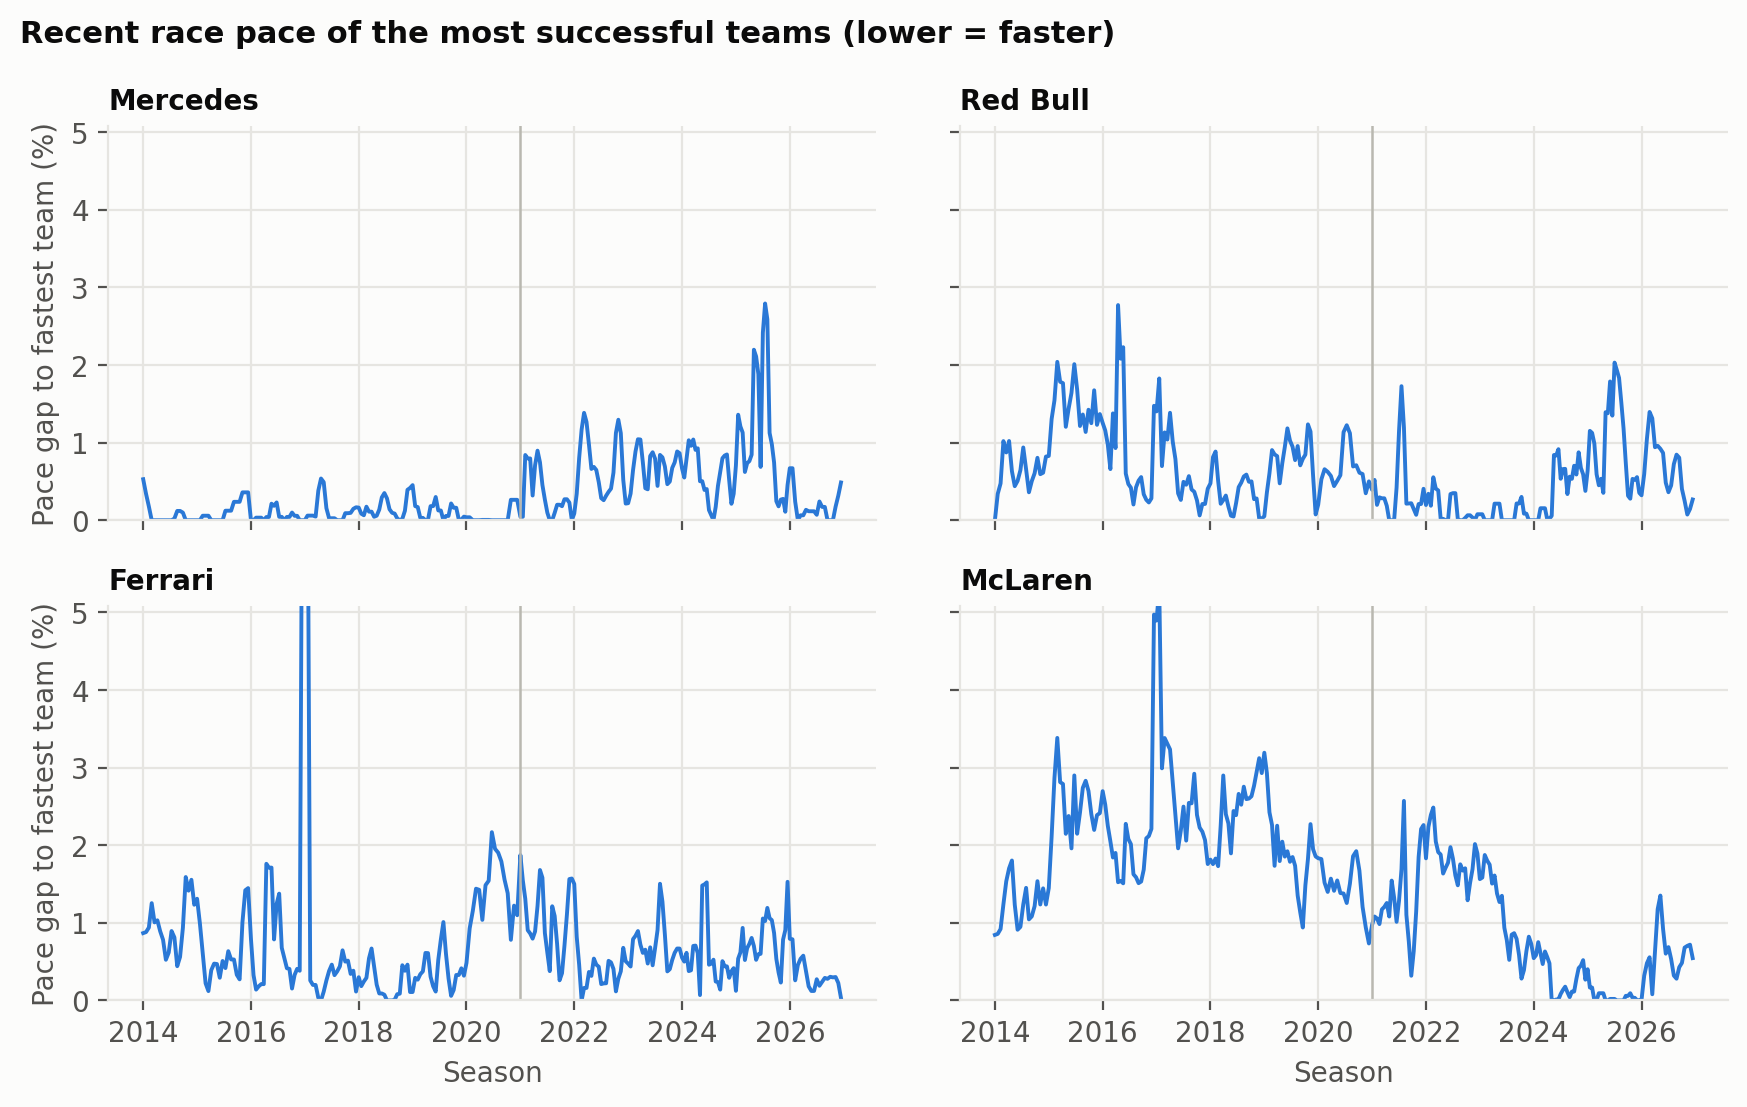 Recent race pace of the most successful teams (lower = faster)
Mercedes
Red Bull
Pace gap to fastest team (%)
5
4
3
2
1
0
Ferrari
McLaren
Pace gap to fastest team (%)
5
4
3
2
1
0
2014 2016 2018 2020 2022 2024 2026
2014 2016 2018 2020 2022 2024 2026
Season
Season